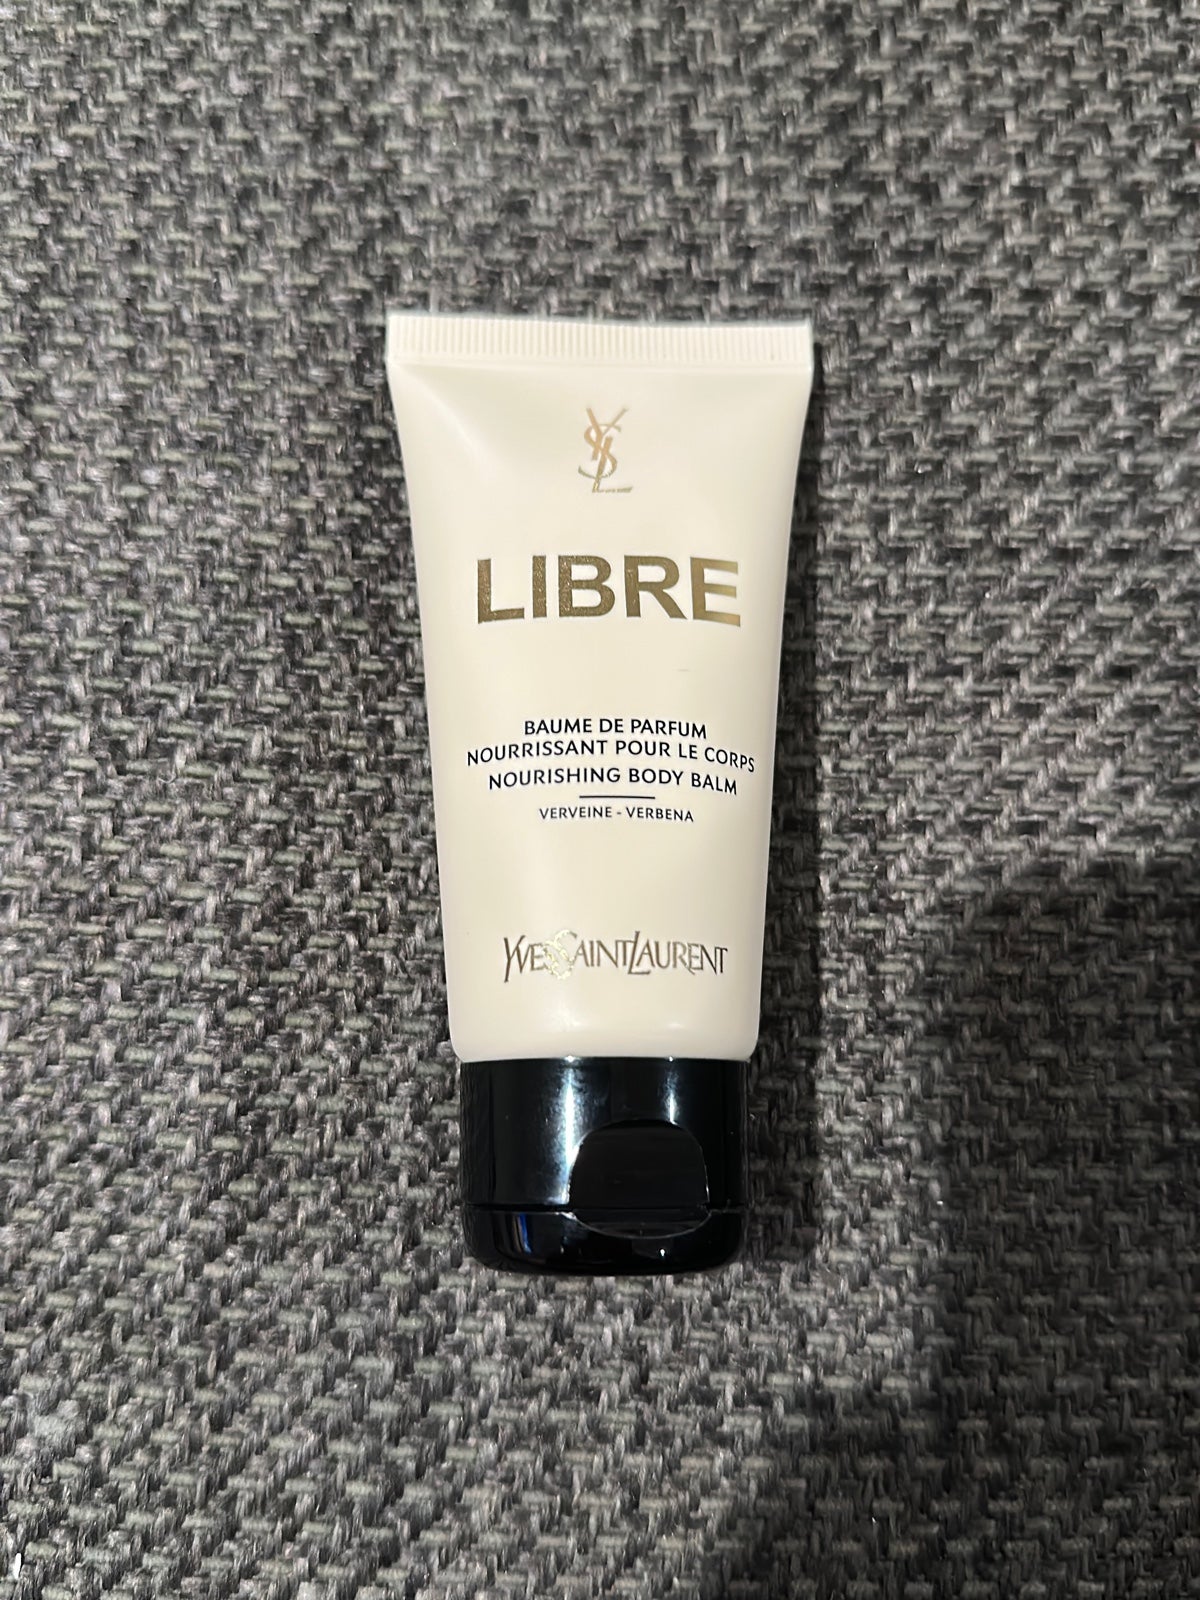 YSL
LIBRE
BAUME DE PARFUM
NOURRISSANT POUR LE CORPS
NOURISHING BODY BALM
VERVEINE - VERBENA
YVESSAINTLAURENT